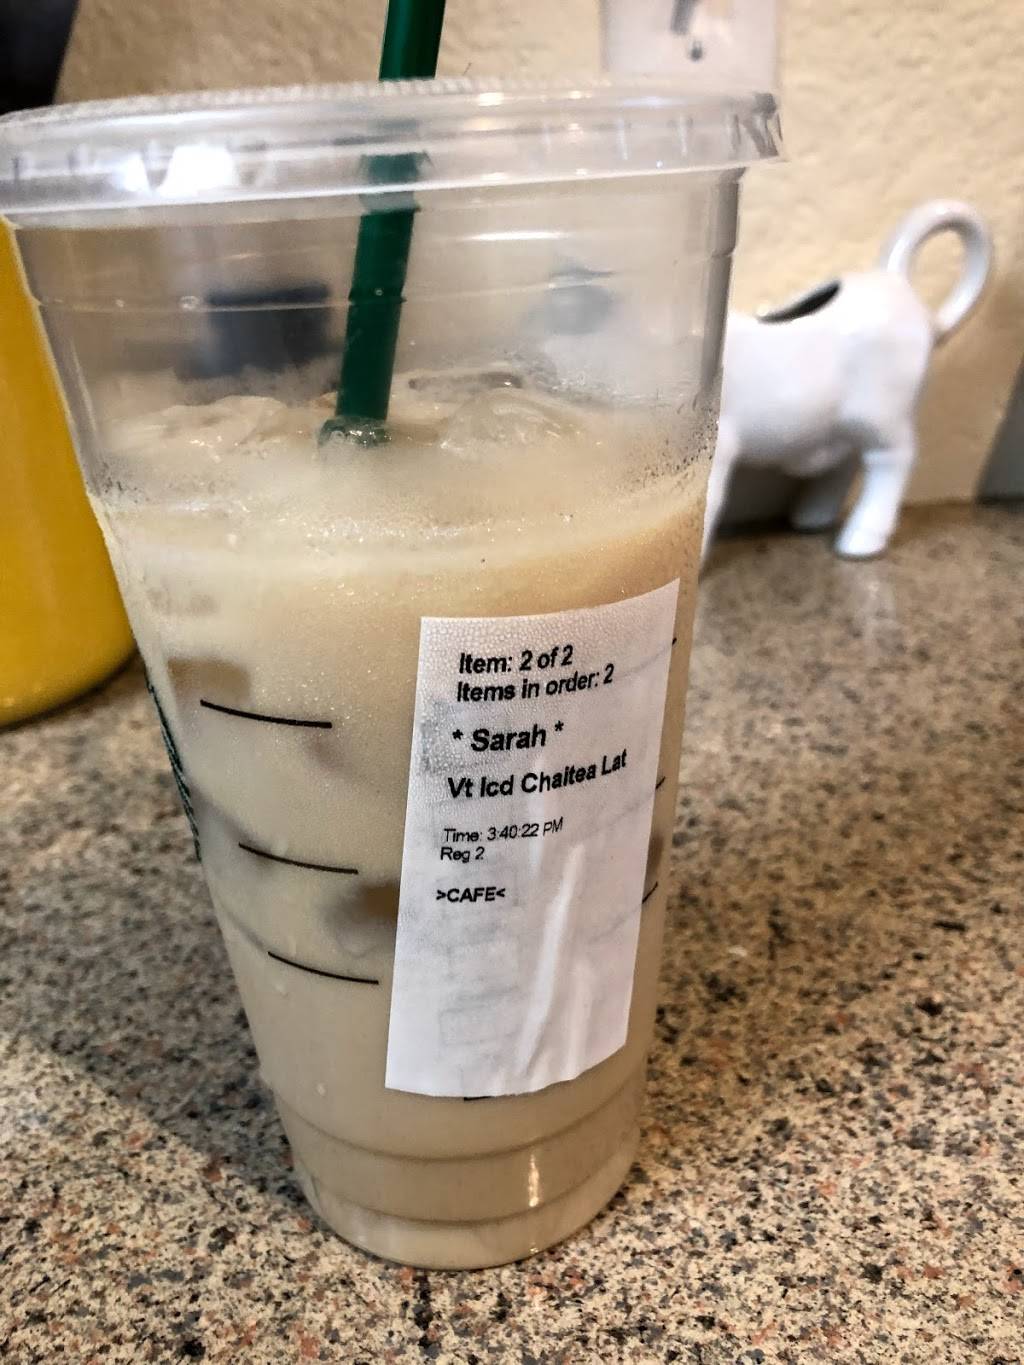 Item: 2 of 2
Items in order: 2
* Sarah *
Vt Icd Chaitea Lat
Time: 3:40:22 PM
Reg 2
>CAFE<